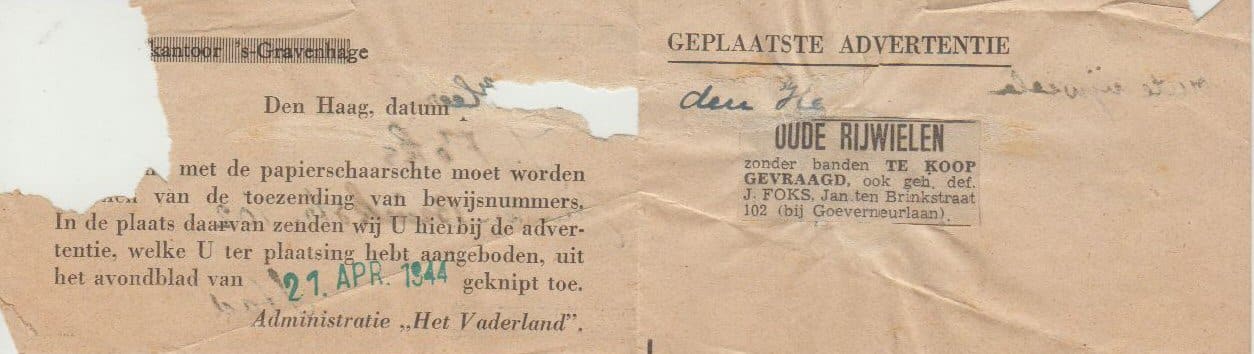 kantoor 's-Gravenhage
Den Haag, datum
met de papierschaarschte moet worden
van de toezending van bewijsnummers.
In de plaats daarvan zenden wij U hierbij de adver-
tentie, welke U ter plaatsing hebt aangeboden, uit
het avondblad van 21. APR. 1944 geknipt toe.
Administratie „Het Vaderland".
GEPLAATSTE ADVERTENTIE
den
OUDE RIJWIELEN
zonder banden TE KOOP
GEVRAAGD, ook geh. def.
J. FOKS, Jan ten Brinkstraat
102 (bij Goeverneurlaan).